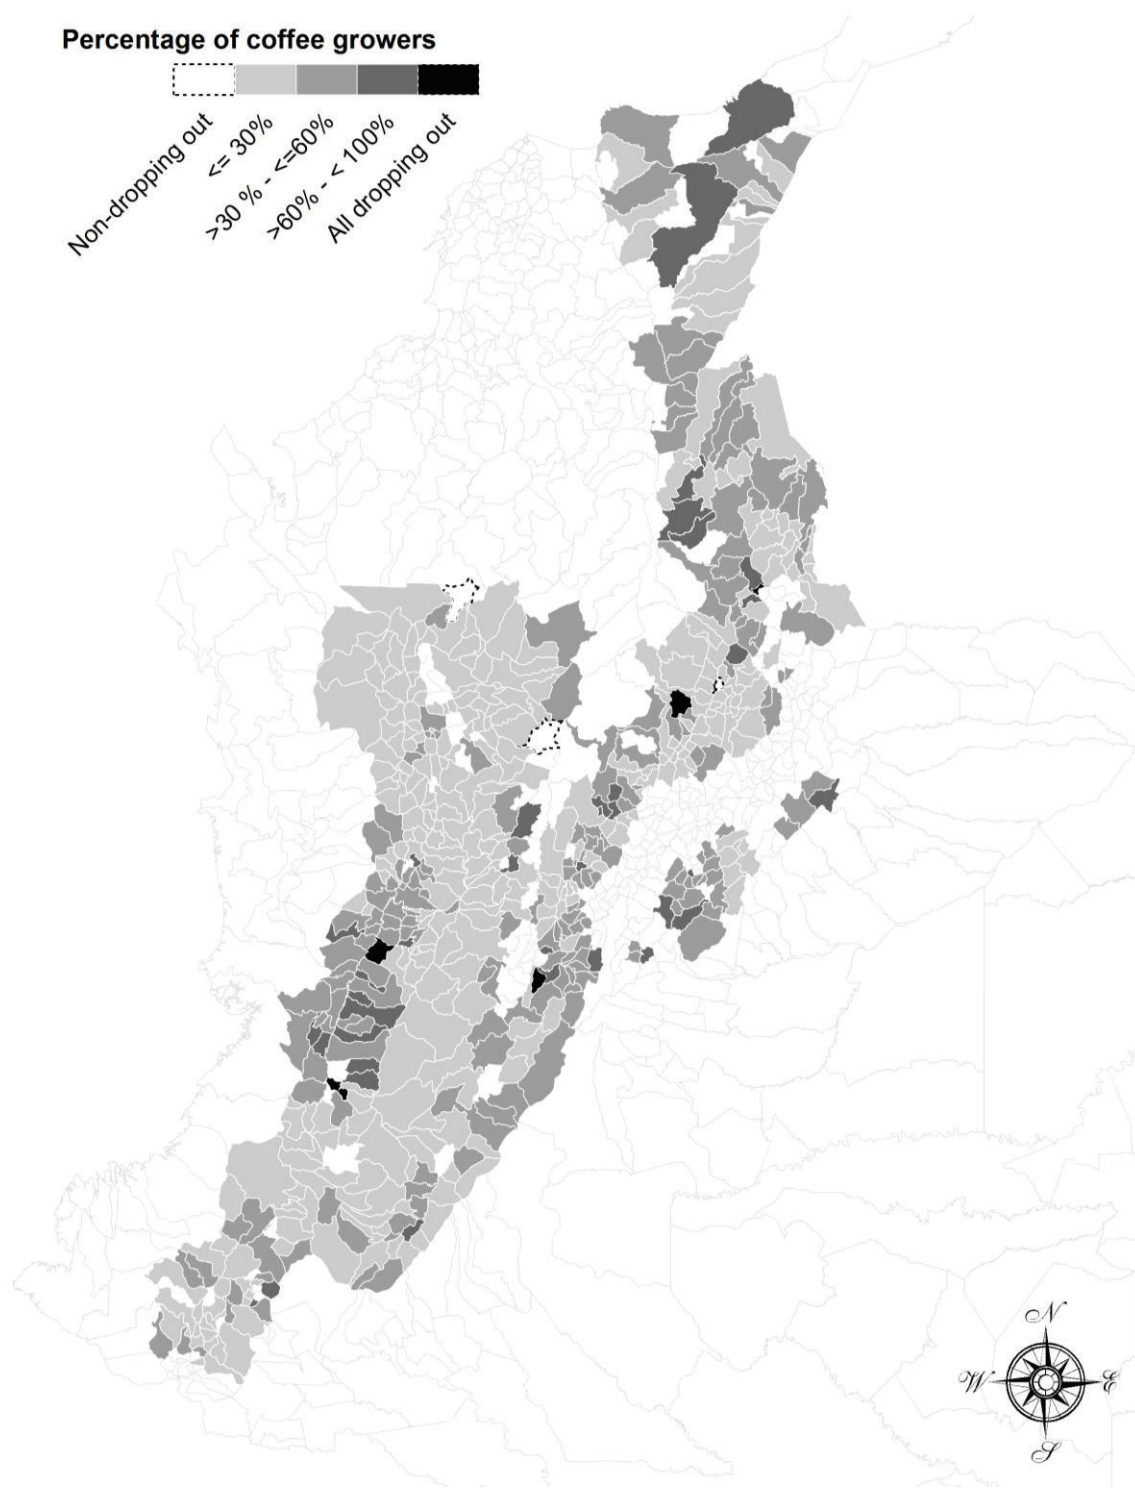 Percentage of coffee growers
Non-dropping out
<= 30%
>30 % - <=60%
>60% - < 100%
All dropping out
N
W
E
S